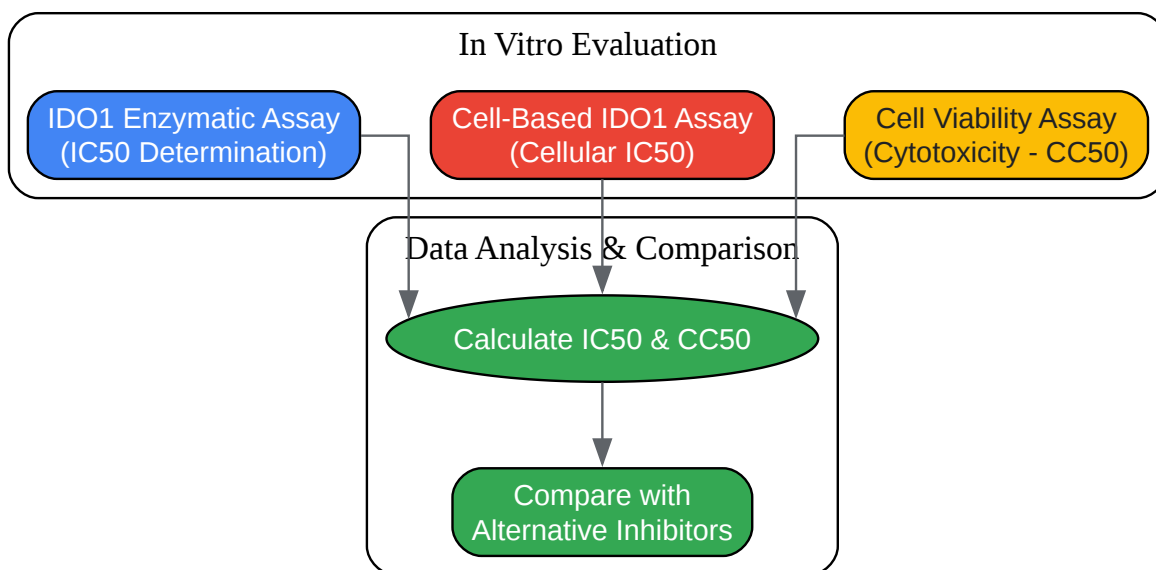 In Vitro Evaluation
IDO1 Enzymatic Assay
(IC50 Determination)
Cell-Based IDO1 Assay
(Cellular IC50)
Cell Viability Assay
(Cytotoxicity - CC50)
Data Analysis & Comparison
Calculate IC50 & CC50
Compare with
Alternative Inhibitors